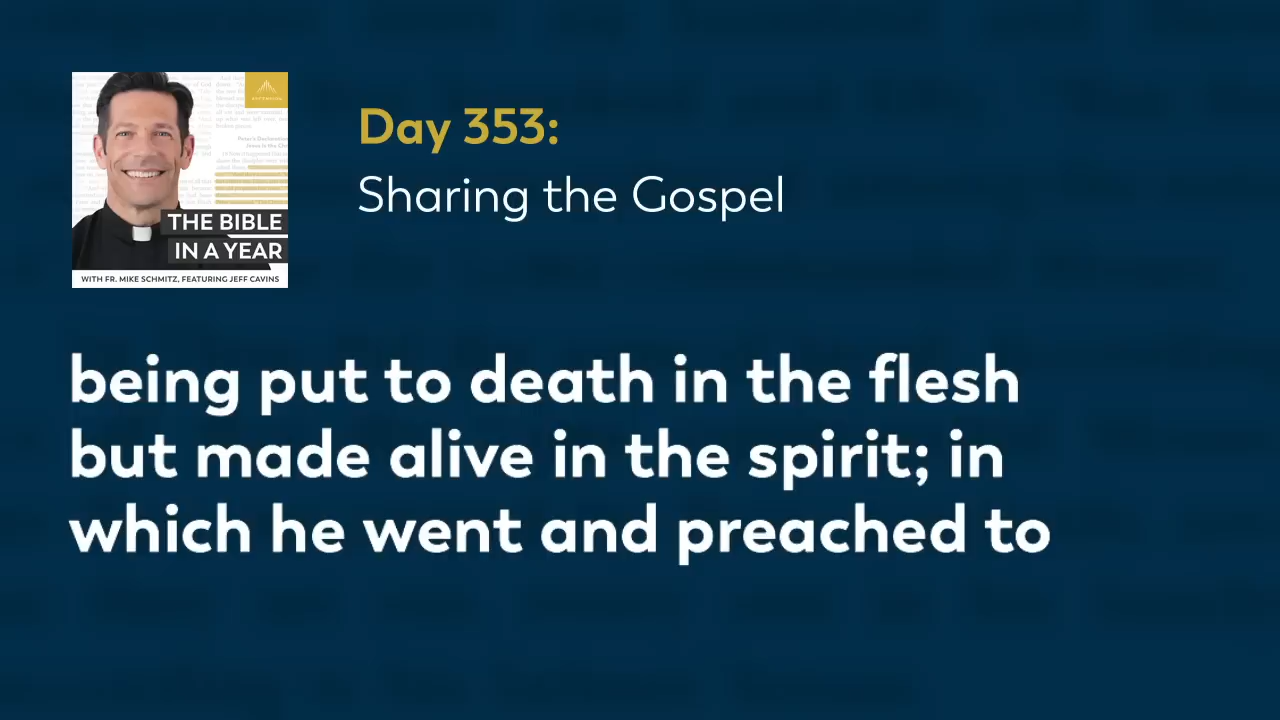 Day 353:
Sharing the Gospel
ASCENSION
THE BIBLE
IN A YEAR
WITH FR. MIKE SCHMITZ, FEATURING JEFF CAVINS
being put to death in the flesh
but made alive in the spirit; in
which he went and preached to